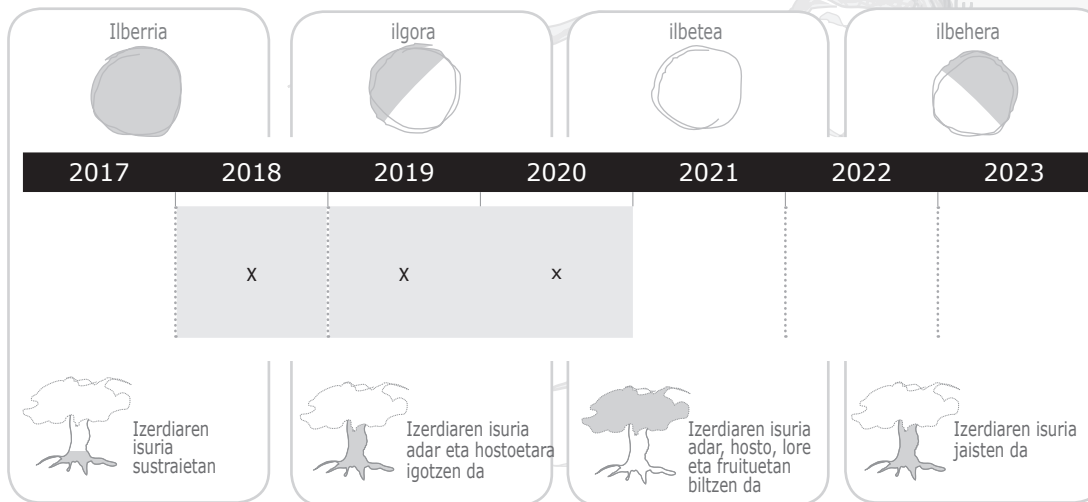 Ilberria
ilgora
ilbetea
ilbehera
2017 2018 2019 2020 2021 2022 2023
X X x
Izerdiaren
isuria
sustraietan
Izerdiaren isuria
adar eta hostoetara
igotzen da
Izerdiaren isuria
adar, hosto, lore
eta fruituetan
biltzen da
Izerdiaren isuria
jaisten da